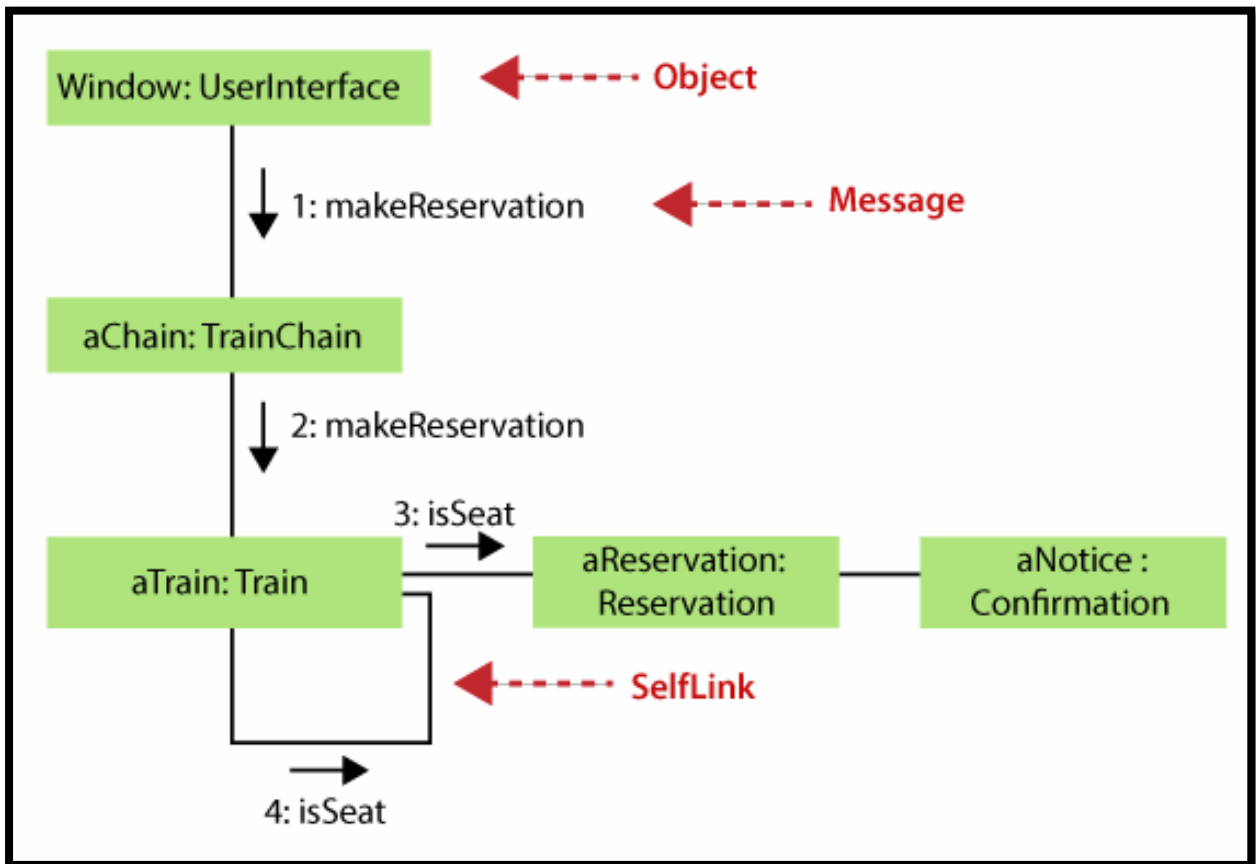 Window: UserInterface
Object
1: makeReservation
Message
aChain: TrainChain
2: makeReservation
3: isSeat
aTrain: Train
aReservation:
Reservation
aNotice :
Confirmation
SelfLink
4: isSeat